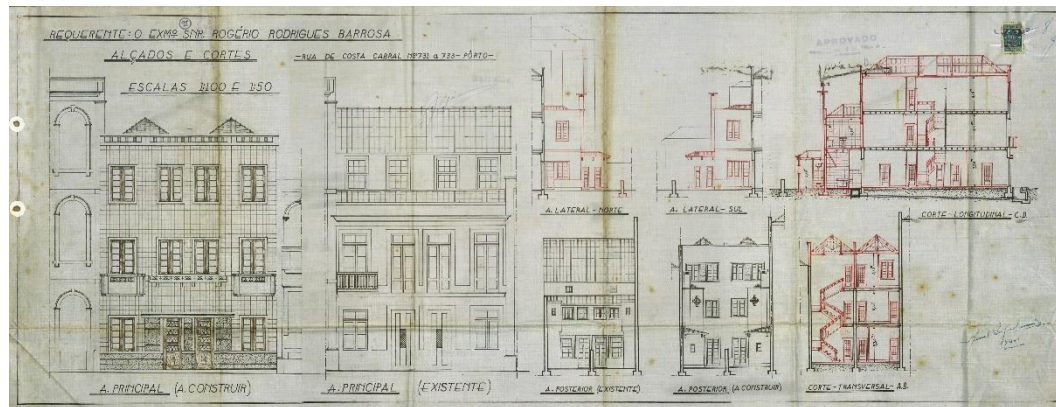 REQUERENTE: O EXMº SNR. ROGÉRIO RODRIGUES BARBOSA
ALÇADOS E CORTES
-RUA DE COSTA CABRAL Nº 731 a 733 - PÔRTO-
ESCALAS 1:100 E 1:50
APROVADO
A. LATERAL - NORTE
A. LATERAL - SUL
CORTE - LONGITUDINAL - C.D.
A. PRINCIPAL (A. CONSTRUIR)
A. PRINCIPAL (EXISTENTE)
A. POSTERIOR (EXISTENTE)
A. POSTERIOR (A. CONSTRUIR)
CORTE - TRANSVERSAL - A.B.